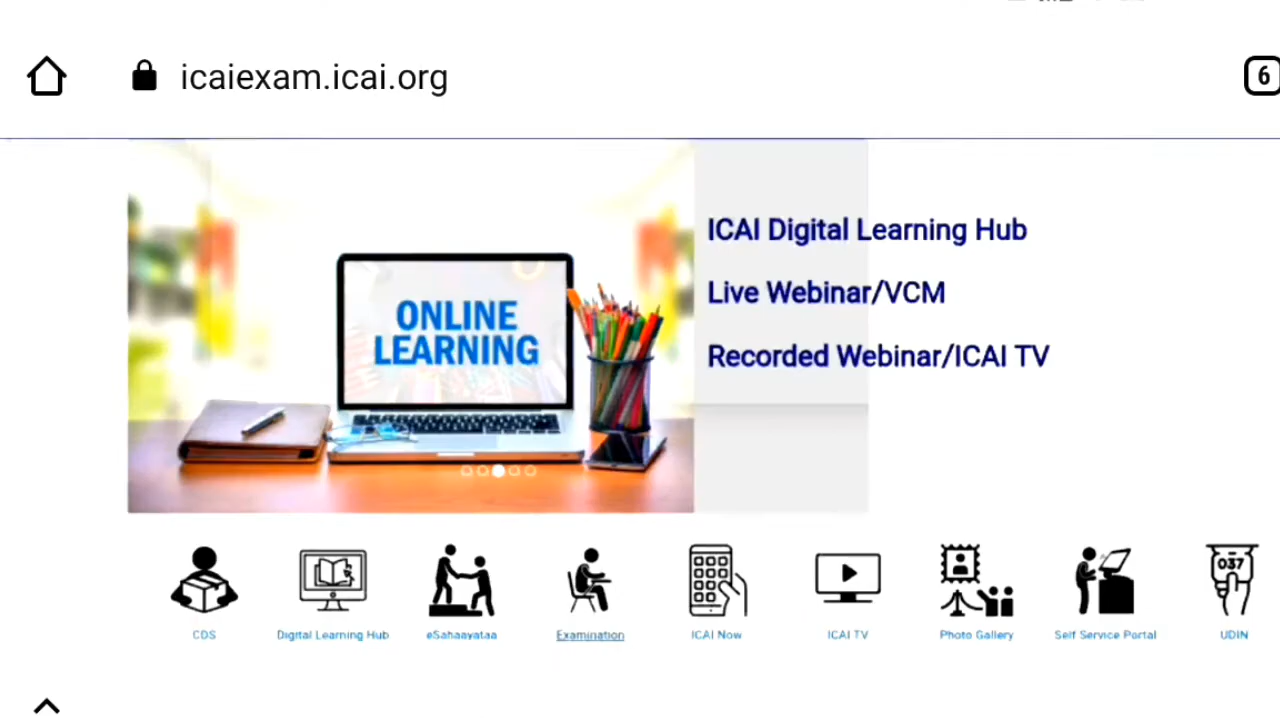 icaiexam.icai.org
6
ONLINE
LEARNING
ICAI Digital Learning Hub
Live Webinar/VCM
Recorded Webinar/ICAI TV
037
CDS
Digital Learning Hub
eSahaayataa
Examination
ICAI Now
ICAI TV
Photo Gallery
Self Service Portal
UDIN